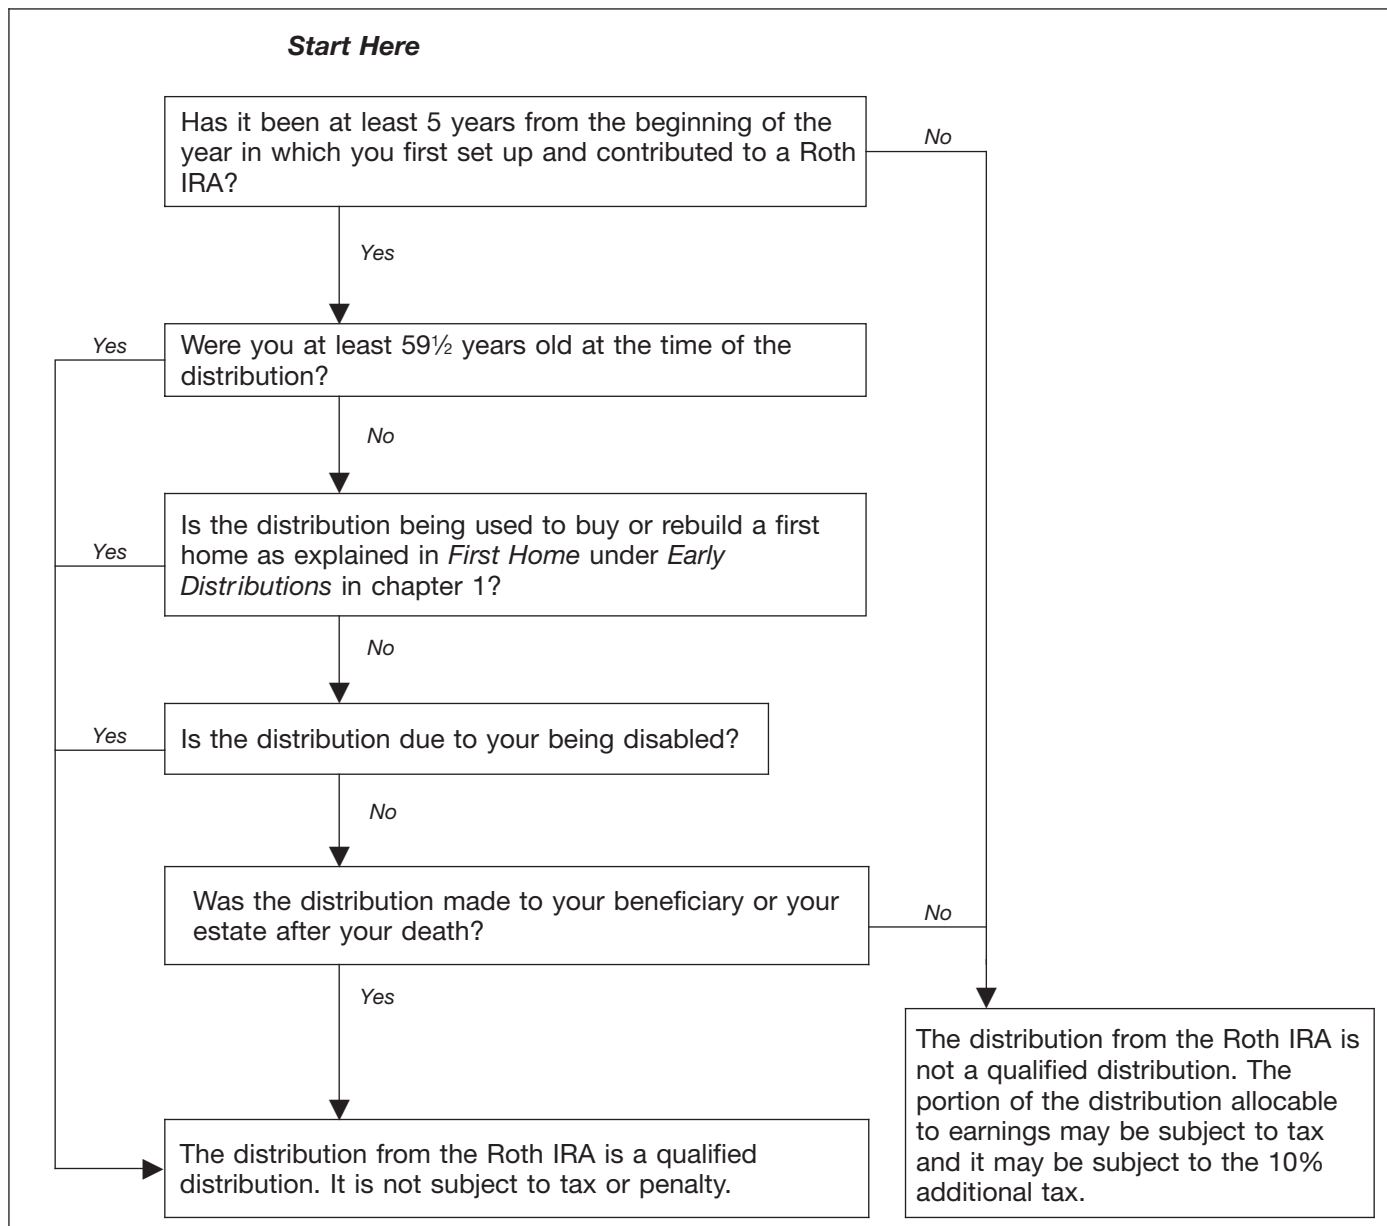 Start Here
Has it been at least 5 years from the beginning of the
year in which you first set up and contributed to a Roth
IRA?
No
Yes
Yes
Were you at least 59½ years old at the time of the
distribution?
No
Yes
Is the distribution being used to buy or rebuild a first
home as explained in First Home under Early
Distributions in chapter 1?
No
Yes
Is the distribution due to your being disabled?
No
Was the distribution made to your beneficiary or your
estate after your death?
No
Yes
The distribution from the Roth IRA is a qualified
distribution. It is not subject to tax or penalty.
The distribution from the Roth IRA is
not a qualified distribution. The
portion of the distribution allocable
to earnings may be subject to tax
and it may be subject to the 10%
additional tax.